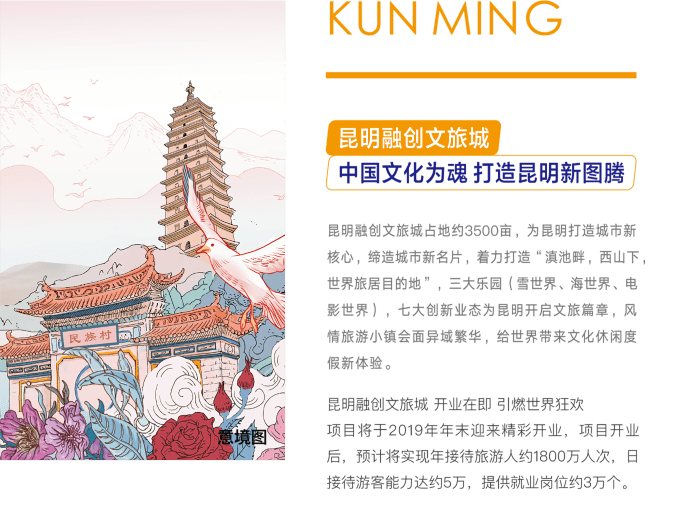 KUN MING
昆明融创文旅城
中国文化为魂 打造昆明新图腾
昆明融创文旅城占地约3500亩，为昆明打造城市新
核心，缔造城市新名片，着力打造“滇池畔，西山下，
世界旅居目的地”，三大乐园（雪世界、海世界、电
影世界），七大创新业态为昆明开启文旅篇章，风
情旅游小镇会面异域繁华，给世界带来文化休闲度
假新体验。
昆明融创文旅城 开业在即 引燃世界狂欢
项目将于2019年年末迎来精彩开业，项目开业
后，预计将实现年接待旅游人约1800万人次，日
接待游客能力达约5万，提供就业岗位约3万个。
民族村
意境图